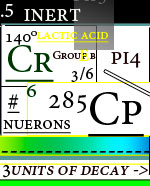 .5 INERT
140° LACTIC ACID
CR GROUP B PI4
6 3/6
# 285 CP
NUERONS
3UNITS OF DECAY ->